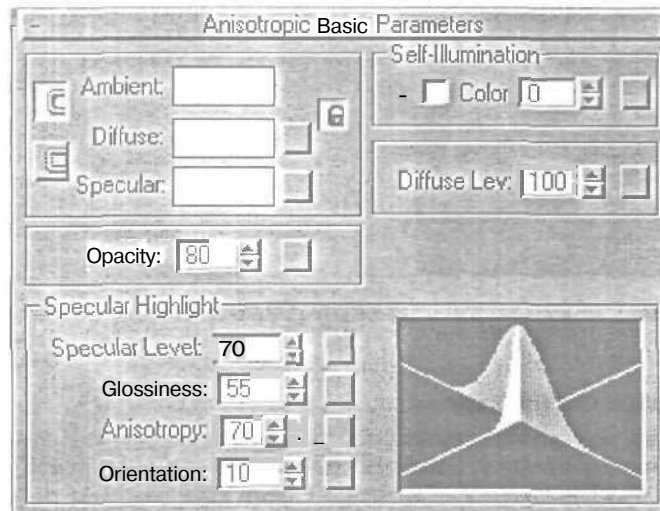 - Anisotropic Basic Parameters
Ambient:
Diffuse:
Specular:
Self-Illumination
Color 0
Diffuse Lev: 100
Opacity: 80
Specular Highlight
Specular Level: 70
Glossiness: 55
Anisotropy: 70
Orientation: 10